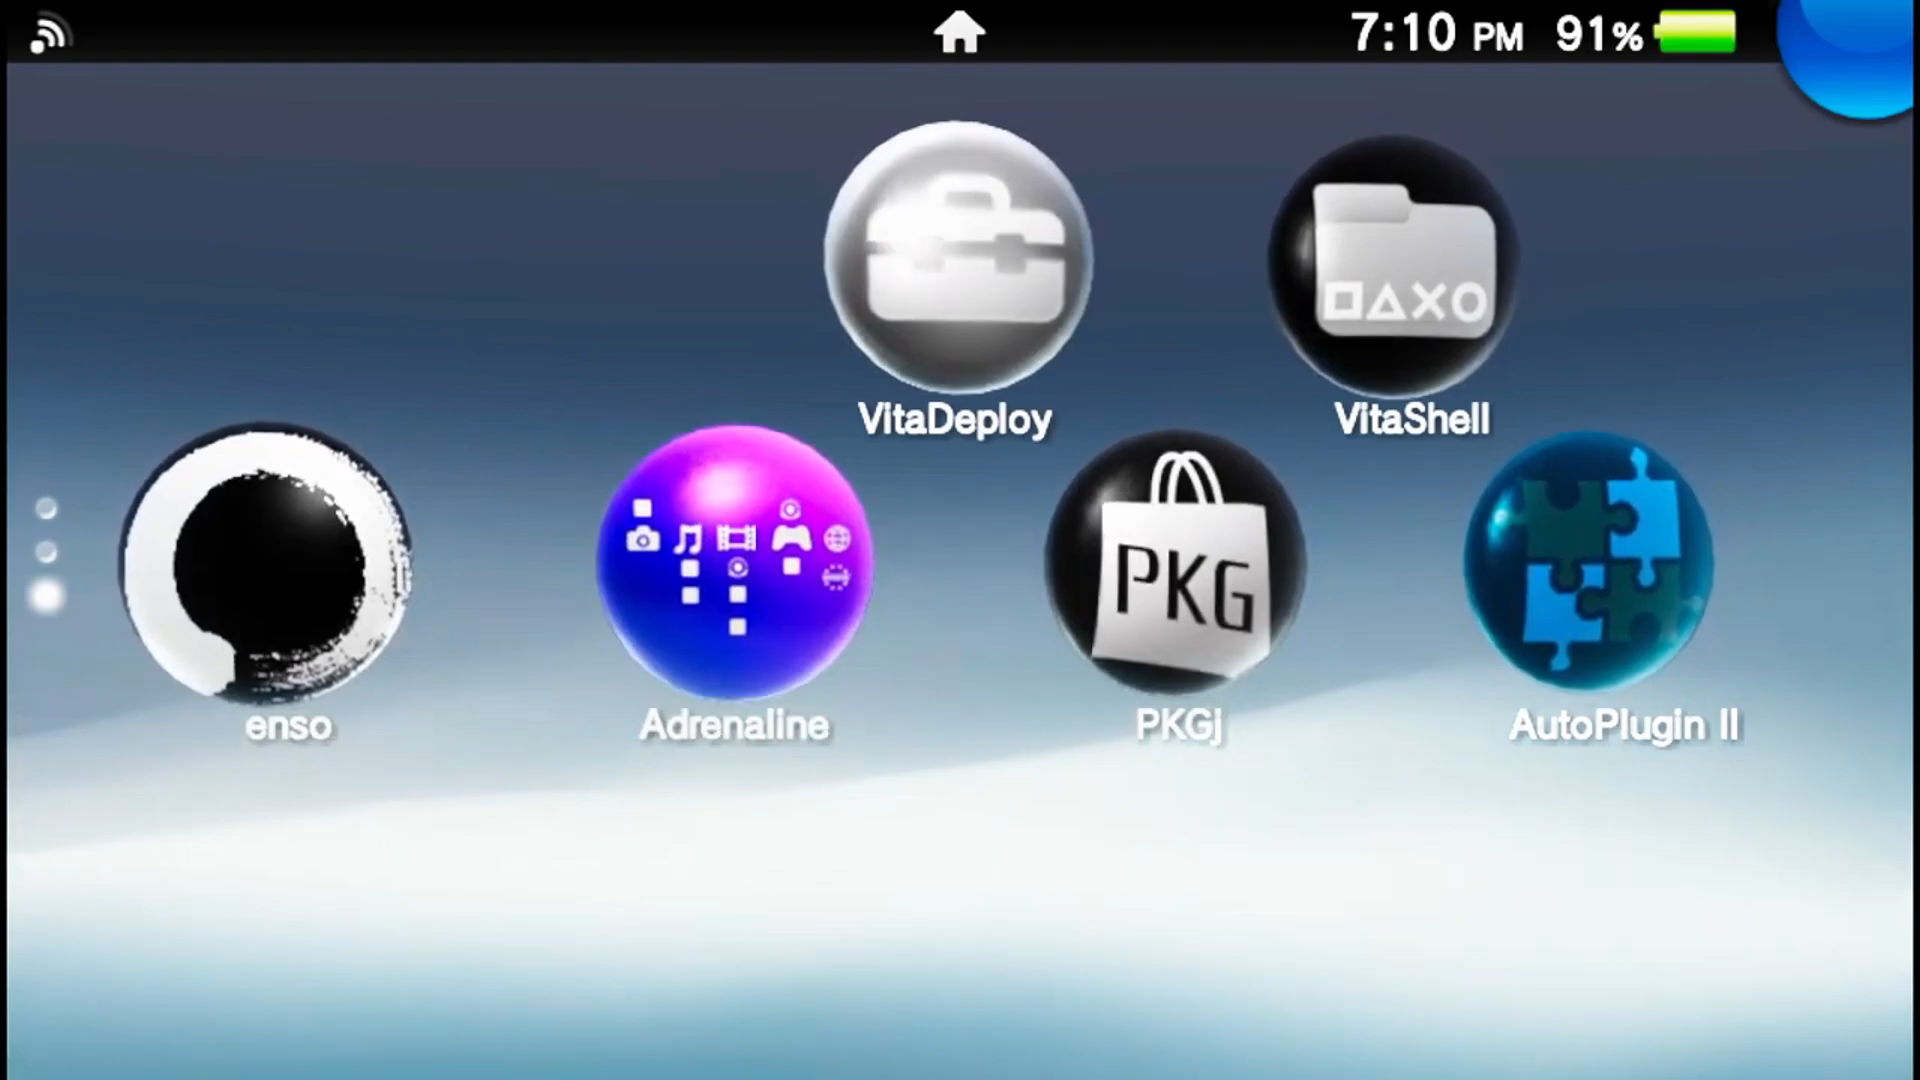 7:10 PM 91%
VitaDeploy VitaShell
PKG
enso Adrenaline PKGj AutoPlugin II